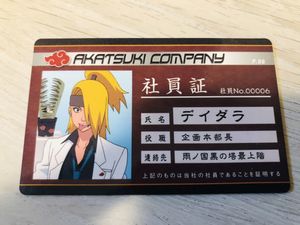 AKATSUKI COMPANY
社員証
社員No.00006
氏名 デイダラ
役職 企画本部長
連絡先 雨ノ国黒の塔最上階
上記のものは当社の社員であることを証明する